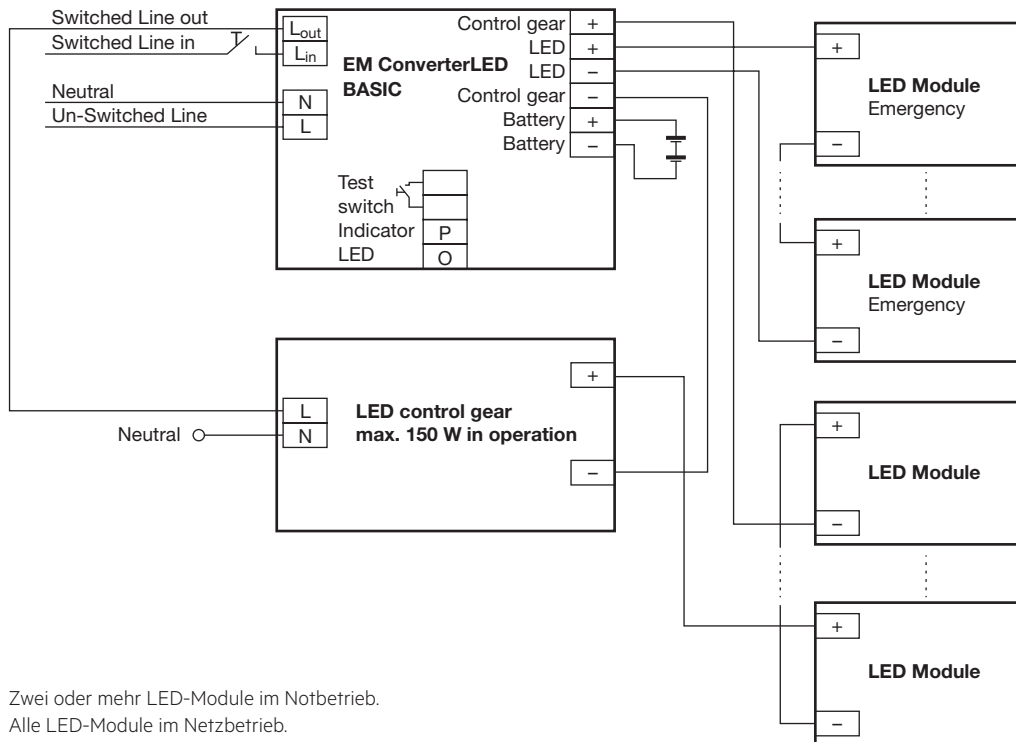 Switched Line out
Switched Line in
Neutral
Un-Switched Line
Lout
Lin
N
L
EM ConverterLED
BASIC
Control gear +
LED +
LED –
Control gear –
Battery +
Battery –
Test
switch
Indicator P
LED O
+
LED Module
Emergency
–
+
LED Module
Emergency
–
L
N
Neutral
LED control gear
max. 150 W in operation
+
–
+
LED Module
–
+
LED Module
–
Zwei oder mehr LED-Module im Notbetrieb.
Alle LED-Module im Netzbetrieb.